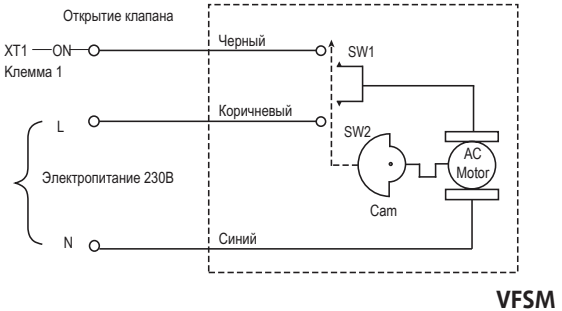 Открытие клапана
XT1 ON
Клемма 1
Черный
SW1
Коричневый
L
SW2
AC
Motor
Электропитание 230В
Cam
N
Синий
VFSM